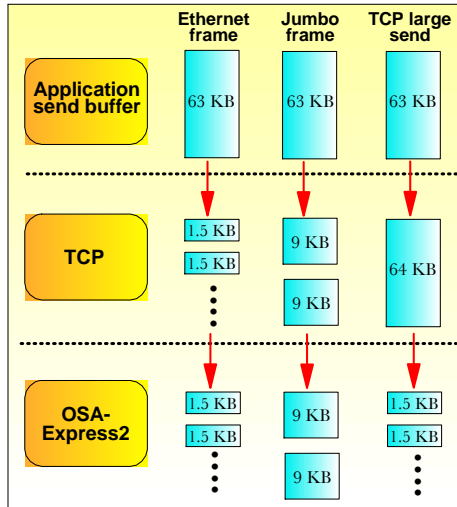 Ethernet frame
Jumbo frame
TCP large send
Application send buffer
63 KB
63 KB
63 KB
TCP
1.5 KB
1.5 KB
9 KB
9 KB
64 KB
OSA-Express2
1.5 KB
1.5 KB
9 KB
9 KB
1.5 KB
1.5 KB